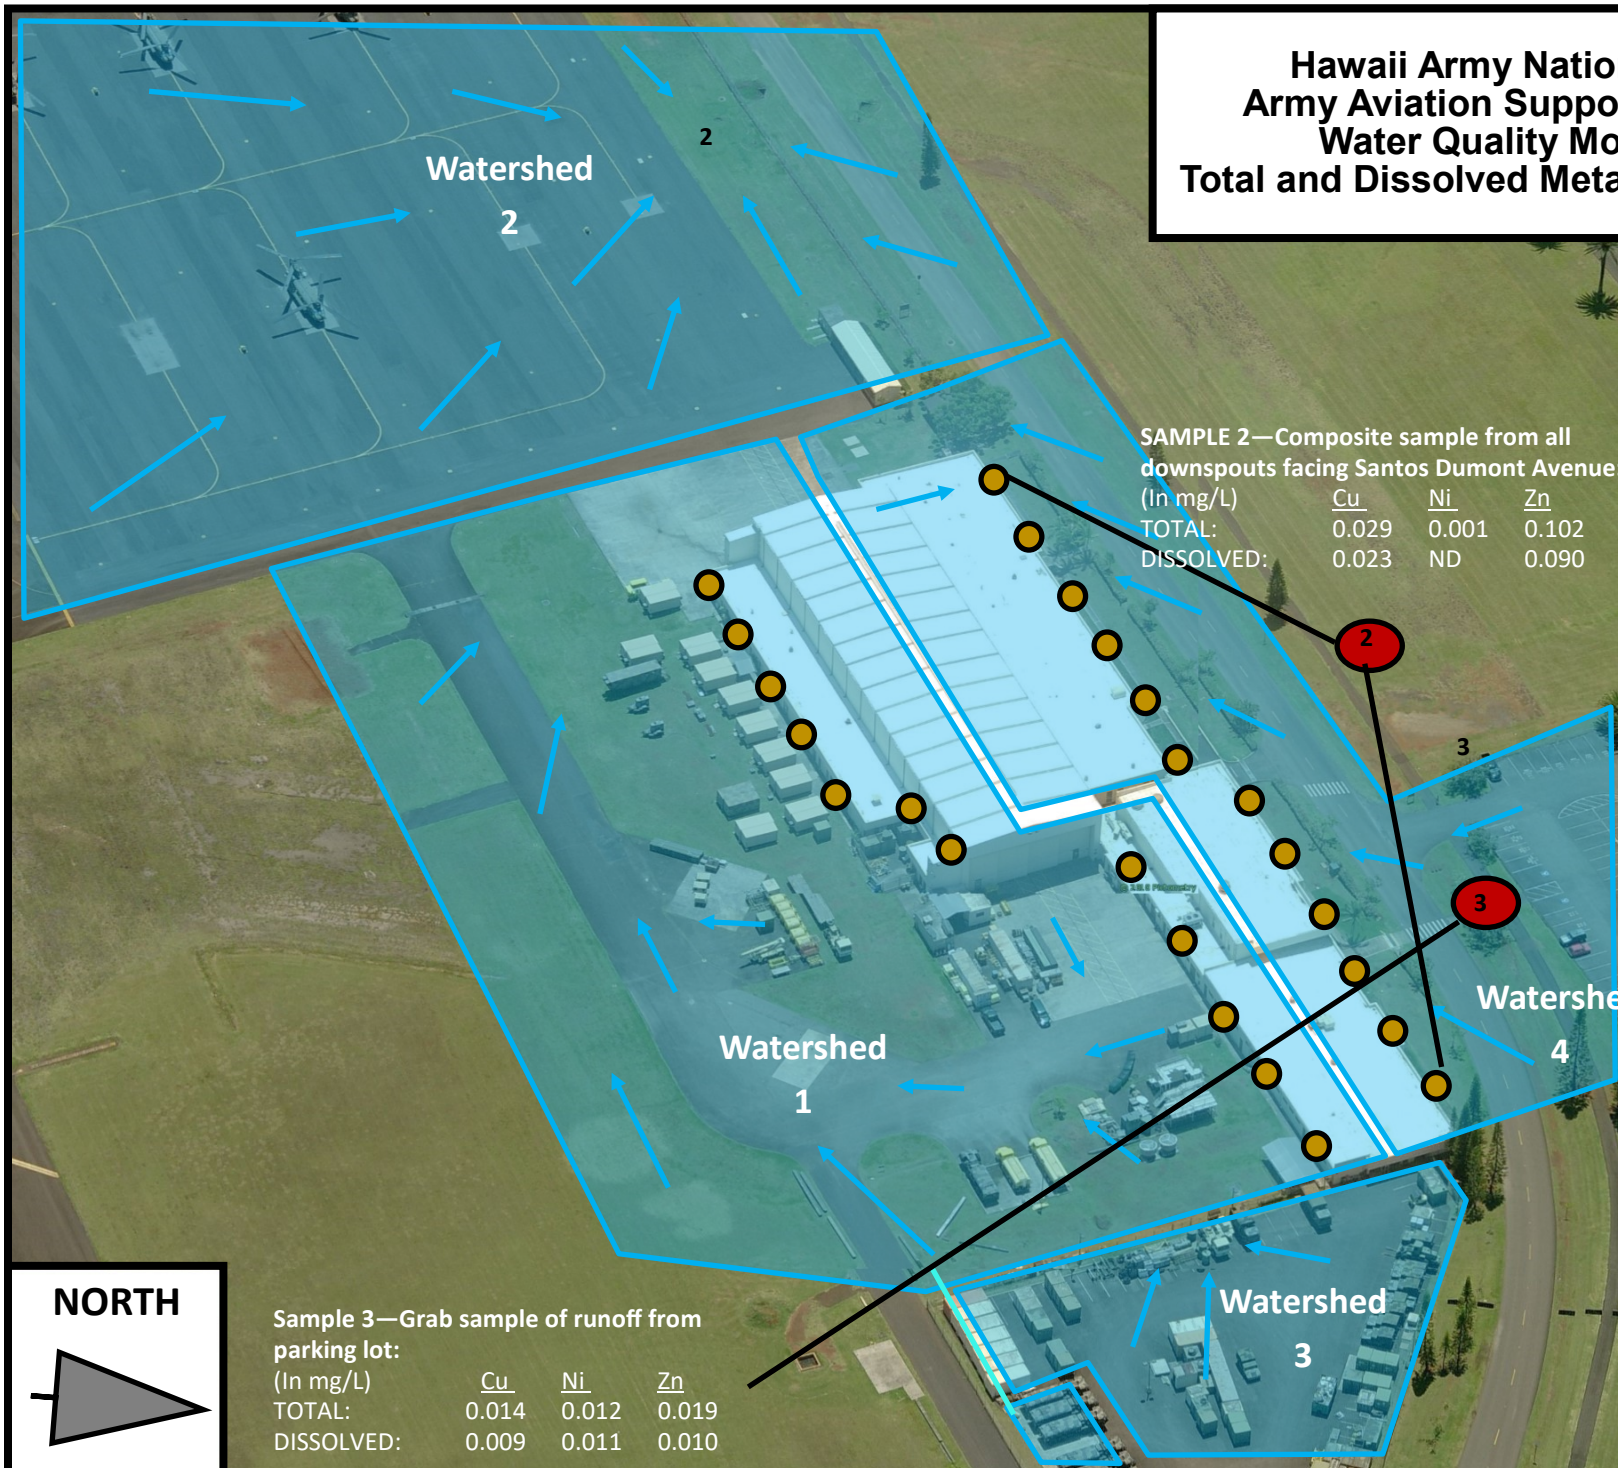 Hawaii Army Natio
Army Aviation Suppo
Water Quality Mo
Total and Dissolved Meta
Watershed
2
2
SAMPLE 2—Composite sample from all
downspouts facing Santos Dumont Avenue
(In mg/L) Cu Ni Zn
TOTAL: 0.029 0.001 0.102
DISSOLVED: 0.023 ND 0.090
2
3
3
Watershe
4
Watershed
1
Watershed
3
NORTH
Sample 3—Grab sample of runoff from
parking lot:
(In mg/L) Cu Ni Zn
TOTAL: 0.014 0.012 0.019
DISSOLVED: 0.009 0.011 0.010